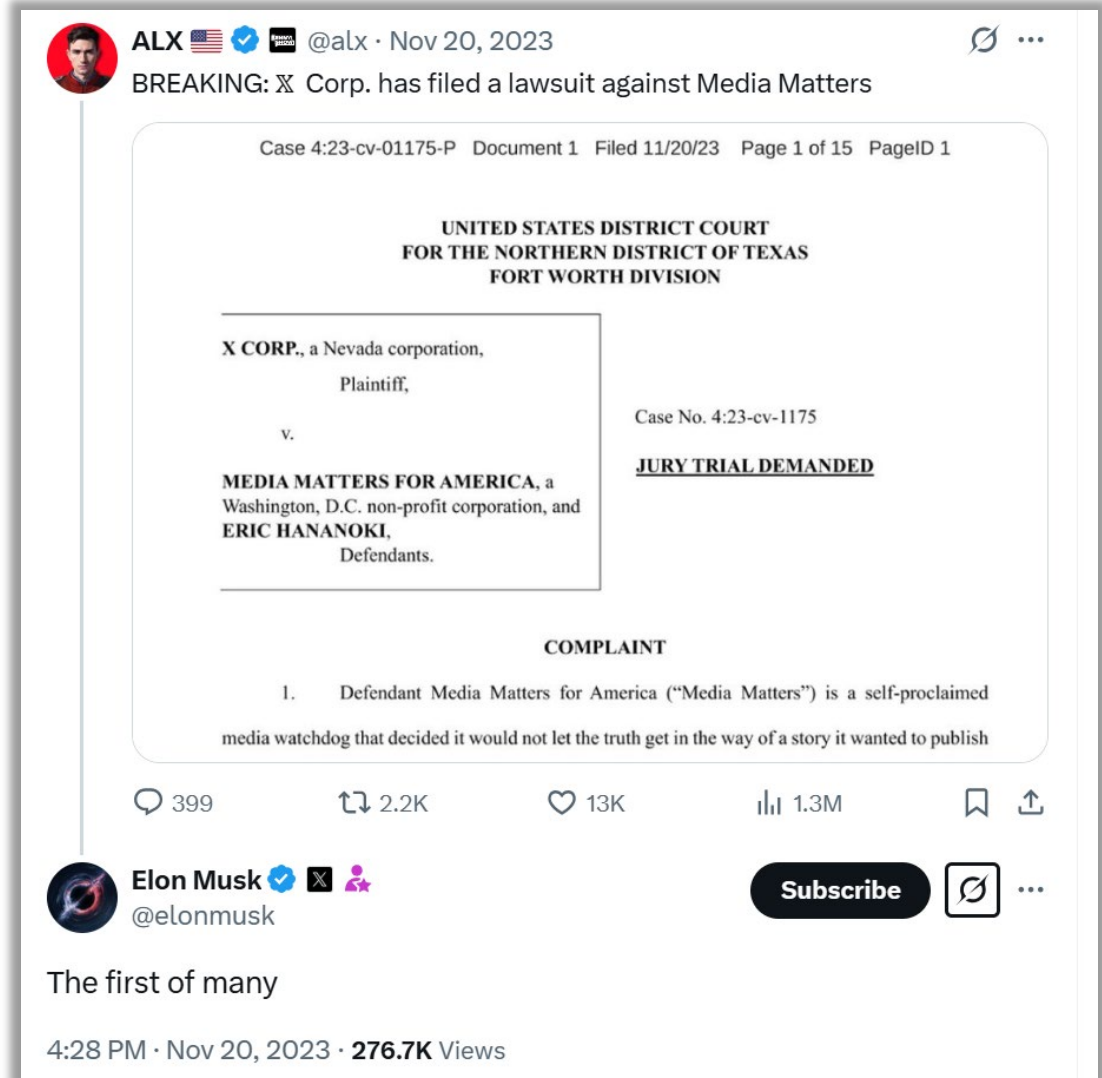 ALX @alx · Nov 20, 2023
BREAKING: 𝕏 Corp. has filed a lawsuit against Media Matters
Case 4:23-cv-01175-P Document 1 Filed 11/20/23 Page 1 of 15 PageID 1
UNITED STATES DISTRICT COURT
FOR THE NORTHERN DISTRICT OF TEXAS
FORT WORTH DIVISION
X CORP., a Nevada corporation,
Plaintiff,
v.
MEDIA MATTERS FOR AMERICA, a
Washington, D.C. non-profit corporation, and
ERIC HANANOKI,
Defendants.
Case No. 4:23-cv-1175
JURY TRIAL DEMANDED
COMPLAINT
1. Defendant Media Matters for America (“Media Matters”) is a self-proclaimed
media watchdog that decided it would not let the truth get in the way of a story it wanted to publish
399 2.2K 13K 1.3M
Elon Musk
@elonmusk
Subscribe
The first of many
4:28 PM · Nov 20, 2023 · 276.7K Views